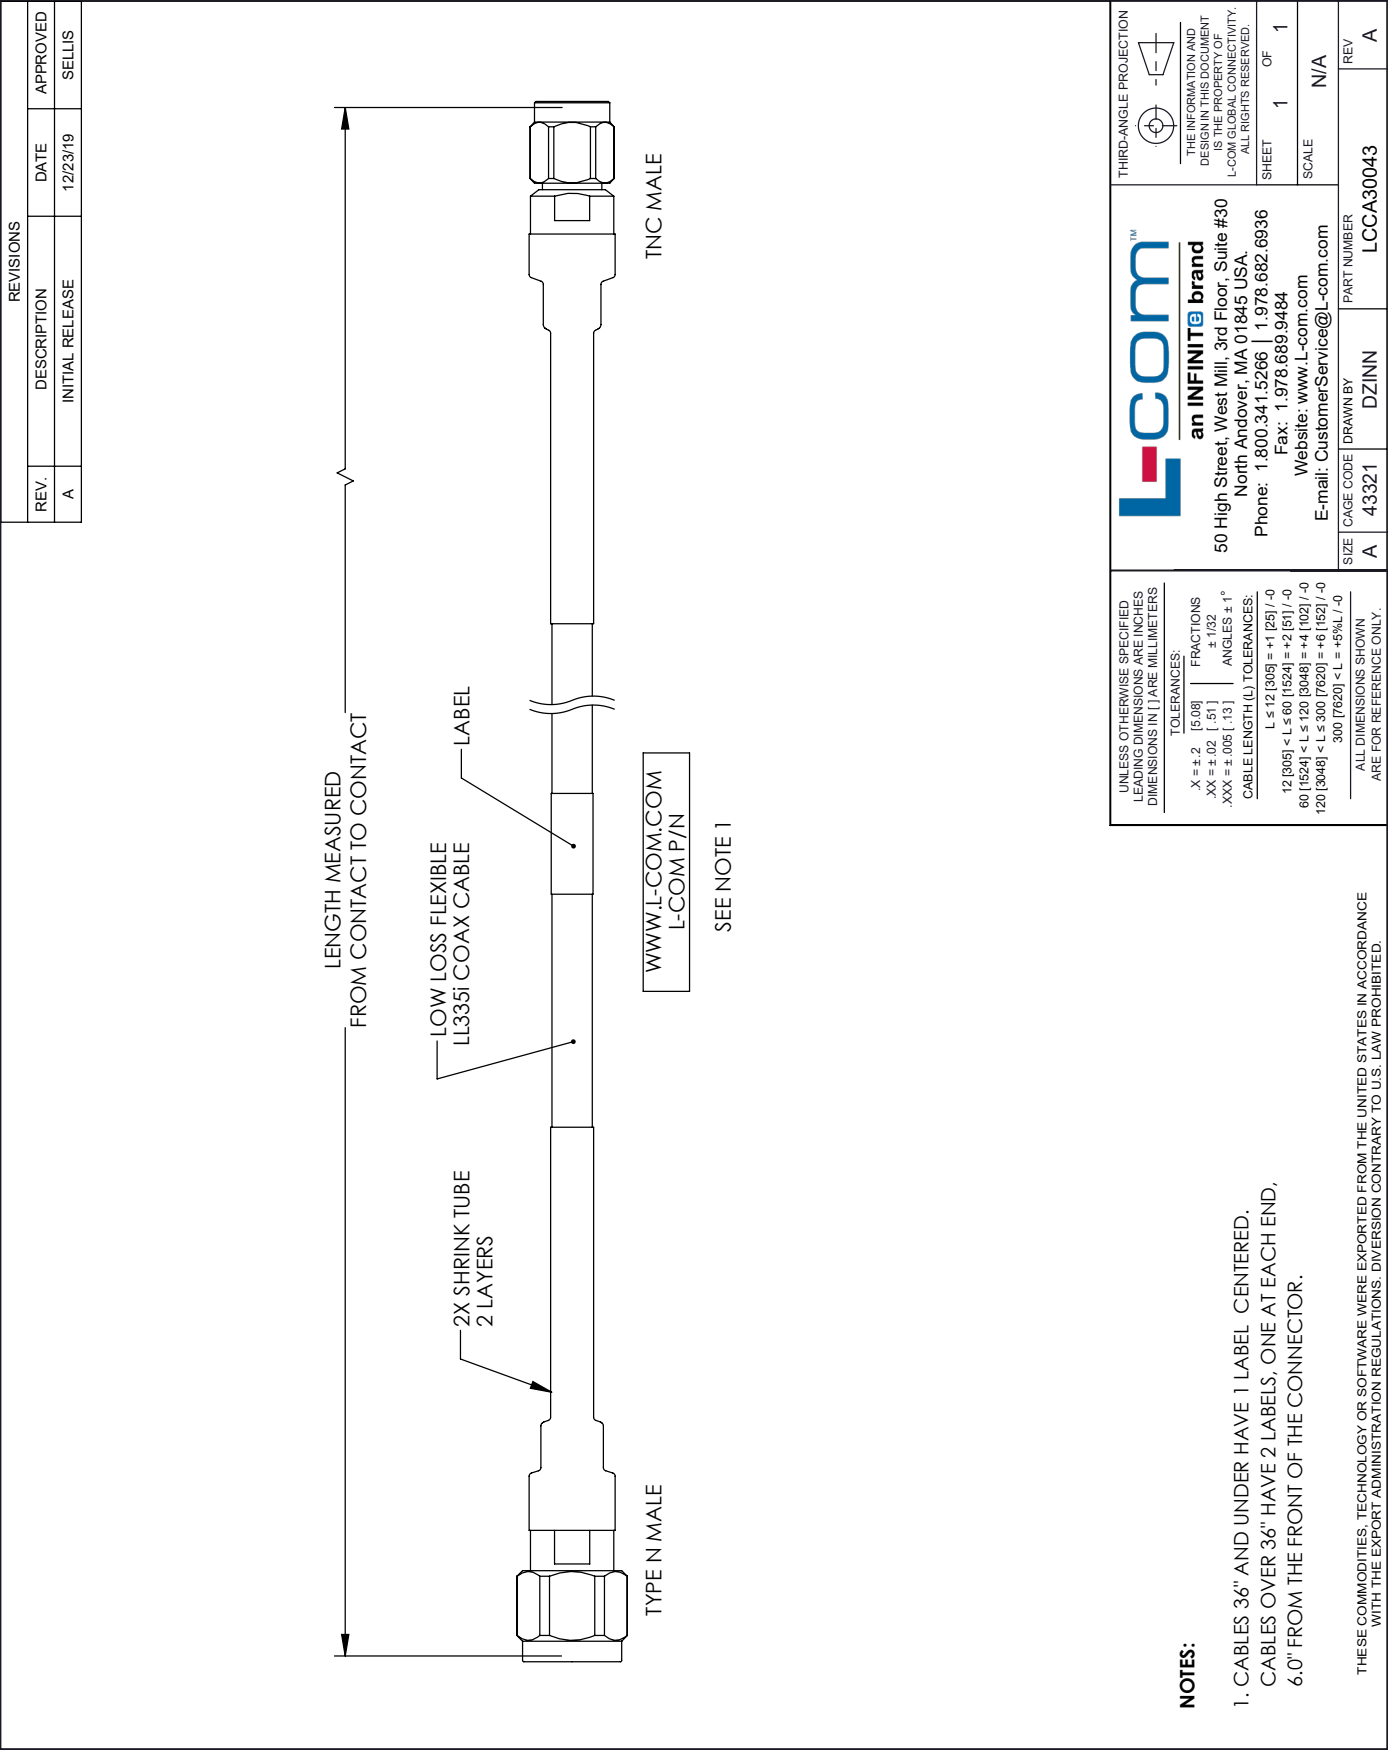 REVISIONS
REV. DESCRIPTION DATE APPROVED
A INITIAL RELEASE 12/23/19 SELLIS
LENGTH MEASURED
FROM CONTACT TO CONTACT
2X SHRINK TUBE
2 LAYERS
LOW LOSS FLEXIBLE
LL335i COAX CABLE
LABEL
TYPE N MALE
TNC MALE
WWW.L-COM.COM
L-COM P/N
SEE NOTE 1
NOTES:
1. CABLES 36" AND UNDER HAVE 1 LABEL CENTERED.
CABLES OVER 36" HAVE 2 LABELS, ONE AT EACH END,
6.0" FROM THE FRONT OF THE CONNECTOR.
THESE COMMODITIES, TECHNOLOGY OR SOFTWARE WERE EXPORTED FROM THE UNITED STATES IN ACCORDANCE
WITH THE EXPORT ADMINISTRATION REGULATIONS. DIVERSION CONTRARY TO U.S. LAW PROHIBITED.
UNLESS OTHERWISE SPECIFIED
LEADING DIMENSIONS ARE INCHES
DIMENSIONS IN [ ] ARE MILLIMETERS
TOLERANCES:
.X = ±.2 [5.08] FRACTIONS
.XX = ±.02 [ .51] ± 1/32
.XXX = ±.005 [ .13 ] ANGLES ± 1°
CABLE LENGTH (L) TOLERANCES:
L ≤ 12 [305] = +1 [25] / -0
12 [305] < L ≤ 60 [1524] = +2 [51] / -0
60 [1524] < L ≤ 120 [3048] = +4 [102] / -0
120 [3048] < L ≤ 300 [7620] = +6 [152] / -0
300 [7620] < L = +5%L / -0
ALL DIMENSIONS SHOWN
ARE FOR REFERENCE ONLY.
L-com™
an INFINITe brand
50 High Street, West Mill, 3rd Floor, Suite #30
North Andover, MA 01845 USA.
Phone: 1.800.341.5266 | 1.978.682.6936
Fax: 1.978.689.9484
Website: www.L-com.com
E-mail: CustomerService@L-com.com
THIRD-ANGLE PROJECTION
THE INFORMATION AND
DESIGN IN THIS DOCUMENT
IS THE PROPERTY OF
L-COM GLOBAL CONNECTIVITY.
ALL RIGHTS RESERVED.
SHEET 1 OF 1
SCALE N/A
SIZE CAGE CODE DRAWN BY PART NUMBER REV
A 43321 DZINN LCCA30043 A